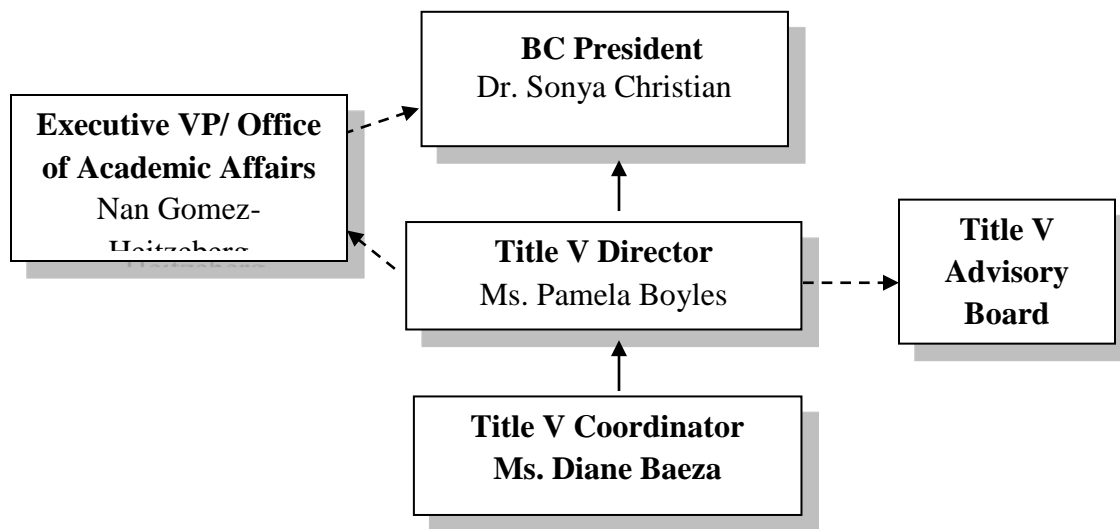 BC President
Dr. Sonya Christian
Executive VP/ Office
of Academic Affairs
Nan Gomez-
Heitzeberg
Title V Director
Ms. Pamela Boyles
Title V
Advisory
Board
Title V Coordinator
Ms. Diane Baeza